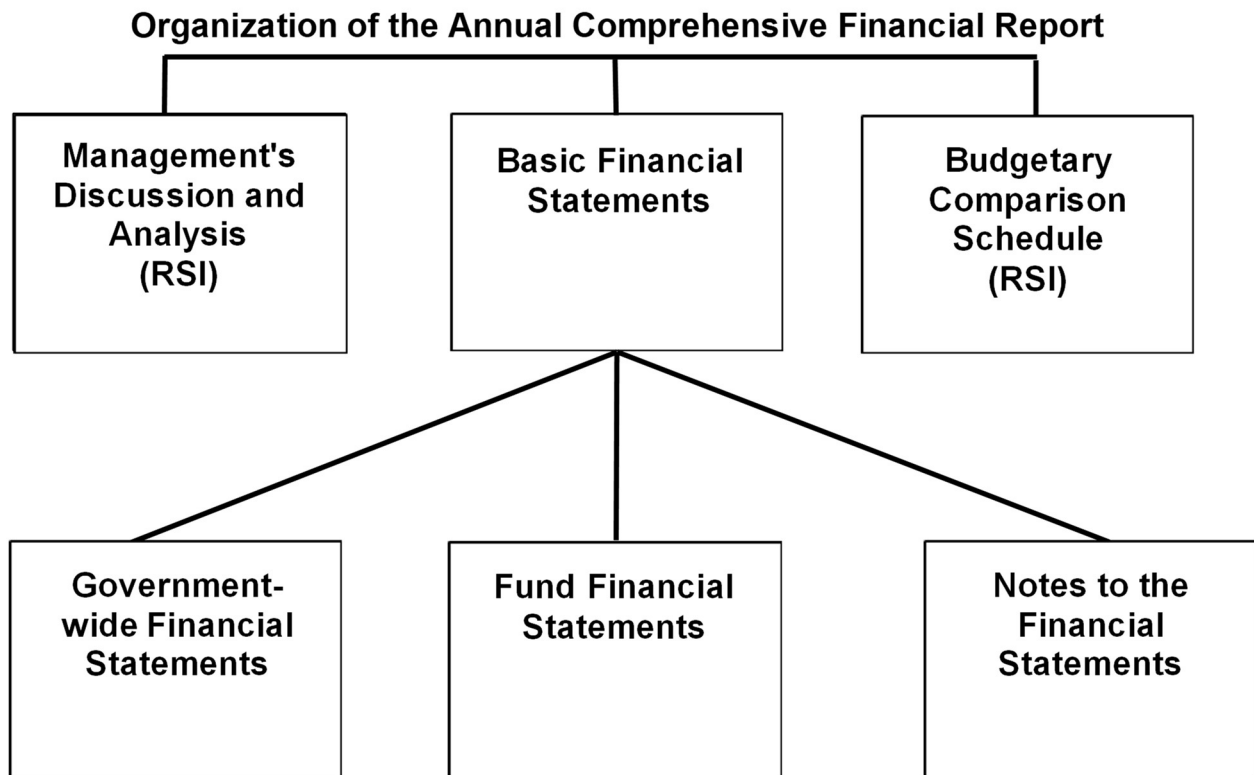 Organization of the Annual Comprehensive Financial Report
Management's
Discussion and
Analysis
(RSI)
Basic Financial
Statements
Budgetary
Comparison
Schedule
(RSI)
Government-
wide Financial
Statements
Fund Financial
Statements
Notes to the
Financial
Statements